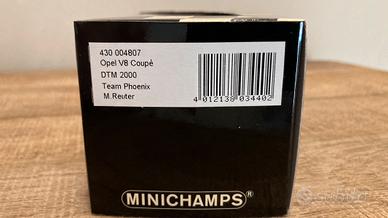 430 004807
Opel V8 Coupè
DTM 2000
Team Phoenix
M.Reuter
4 012138 034402
MINICHAMPS®